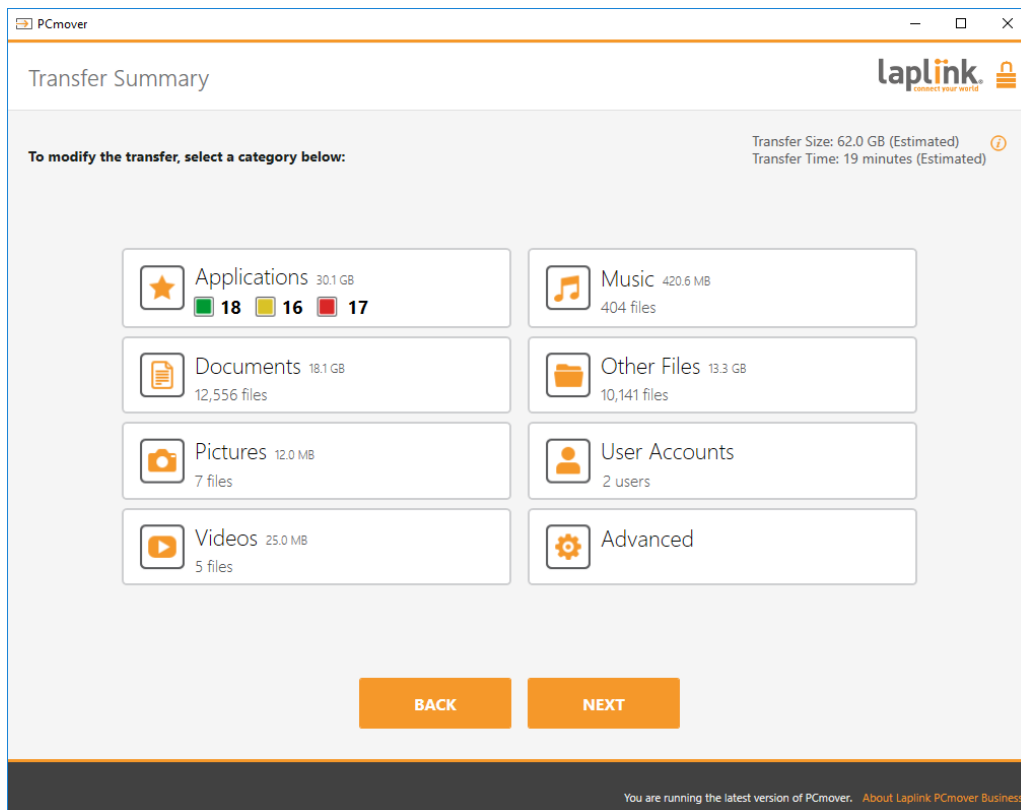 PCmover
Transfer Summary
laplink.
connect your world
To modify the transfer, select a category below:
Transfer Size: 62.0 GB (Estimated)
Transfer Time: 19 minutes (Estimated)
Applications 30.1 GB
18 16 17
Music 420.6 MB
404 files
Documents 18.1 GB
12,556 files
Other Files 13.3 GB
10,141 files
Pictures 12.0 MB
7 files
User Accounts
2 users
Videos 25.0 MB
5 files
Advanced
BACK NEXT
You are running the latest version of PCmover. About Laplink PCmover Business